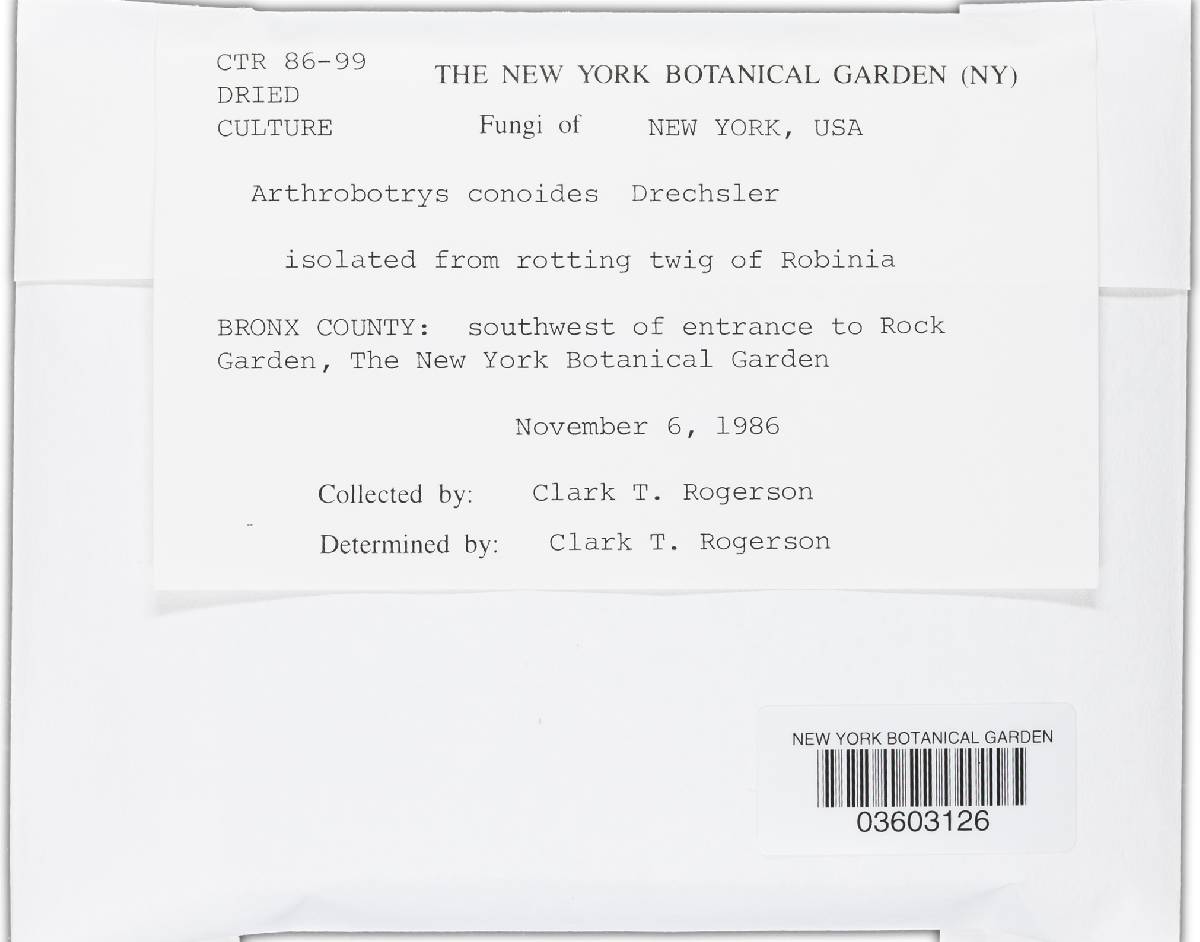 CTR 86-99
THE NEW YORK BOTANICAL GARDEN (NY)
DRIED
CULTURE
Fungi of NEW YORK, USA
Arthrobotrys conoides Drechsler
isolated from rotting twig of Robinia
BRONX COUNTY: southwest of entrance to Rock
Garden, The New York Botanical Garden
November 6, 1986
Collected by: Clark T. Rogerson
Determined by: Clark T. Rogerson
NEW YORK BOTANICAL GARDEN
03603126